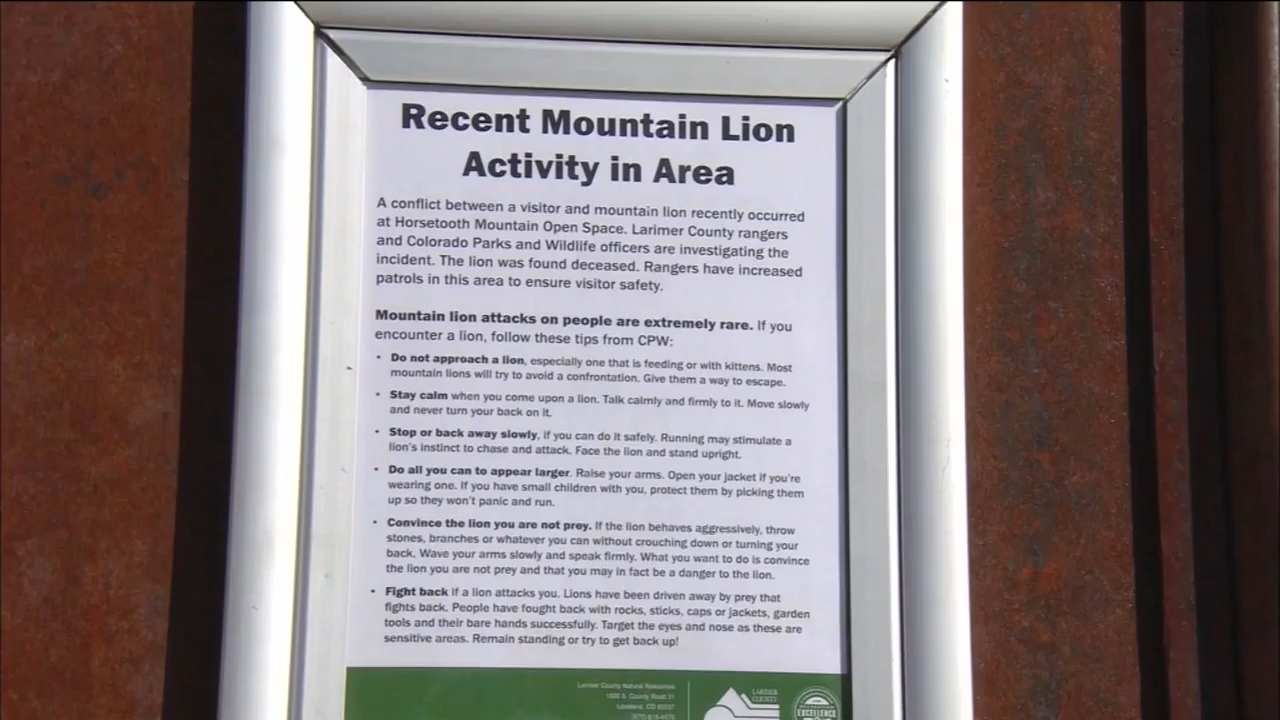 Recent Mountain Lion
Activity in Area
A conflict between a visitor and mountain lion recently occurred
at Horsetooth Mountain Open Space. Larimer County rangers
and Colorado Parks and Wildlife officers are investigating the
incident. The lion was found deceased. Rangers have increased
patrols in this area to ensure visitor safety.
Mountain lion attacks on people are extremely rare. If you
encounter a lion, follow these tips from CPW:
• Do not approach a lion, especially one that is feeding or with kittens. Most
mountain lions will try to avoid a confrontation. Give them a way to escape.
• Stay calm when you come upon a lion. Talk calmly and firmly to it. Move slowly
and never turn your back on it.
• Stop or back away slowly, if you can do it safely. Running may stimulate a
lion's instinct to chase and attack. Face the lion and stand upright.
• Do all you can to appear larger. Raise your arms. Open your jacket if you're
wearing one. If you have small children with you, protect them by picking them
up so they won't panic and run.
• Convince the lion you are not prey. If the lion behaves aggressively, throw
stones, branches or whatever you can without crouching down or turning your
back. Wave your arms slowly and speak firmly. What you want to do is convince
the lion you are not prey and that you may in fact be a danger to the lion.
• Fight back if a lion attacks you. Lions have been driven away by prey that
fights back. People have fought back with rocks, sticks, caps or jackets, garden
tools and their bare hands successfully. Target the eyes and nose as these are
sensitive areas. Remain standing or try to get back up!
Larimer County Natural Resources
1800 S. County Road 31
Loveland, CO 80537
LARIMER
COUNTY
EXCELLENCE